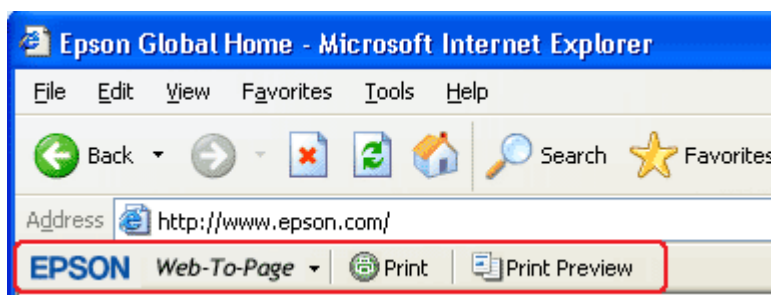 Epson Global Home - Microsoft Internet Explorer
File Edit View Favorites Tools Help
Back Search Favorites
Address http://www.epson.com/
EPSON Web-To-Page Print Print Preview